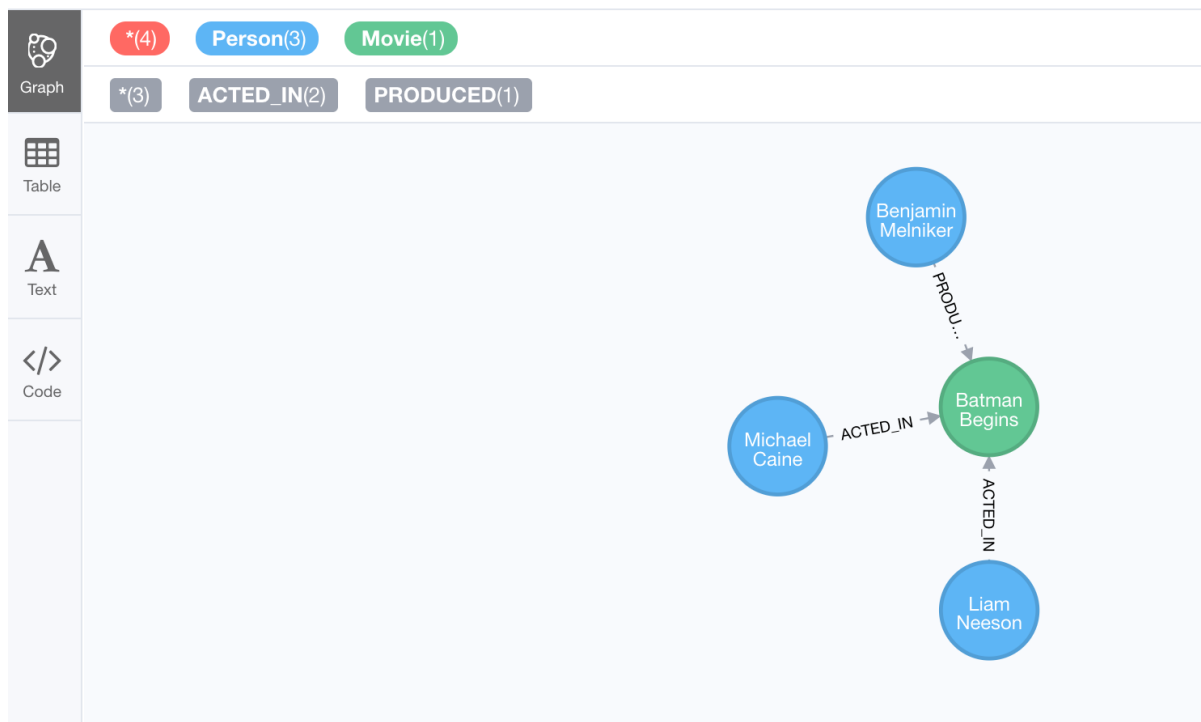 Graph
Table
Text
Code
*(4) Person(3) Movie(1)
*(3) ACTED_IN(2) PRODUCED(1)
Benjamin
Melniker
PRODU...
Batman
Begins
Michael
Caine
ACTED_IN
ACTED_IN
Liam
Neeson